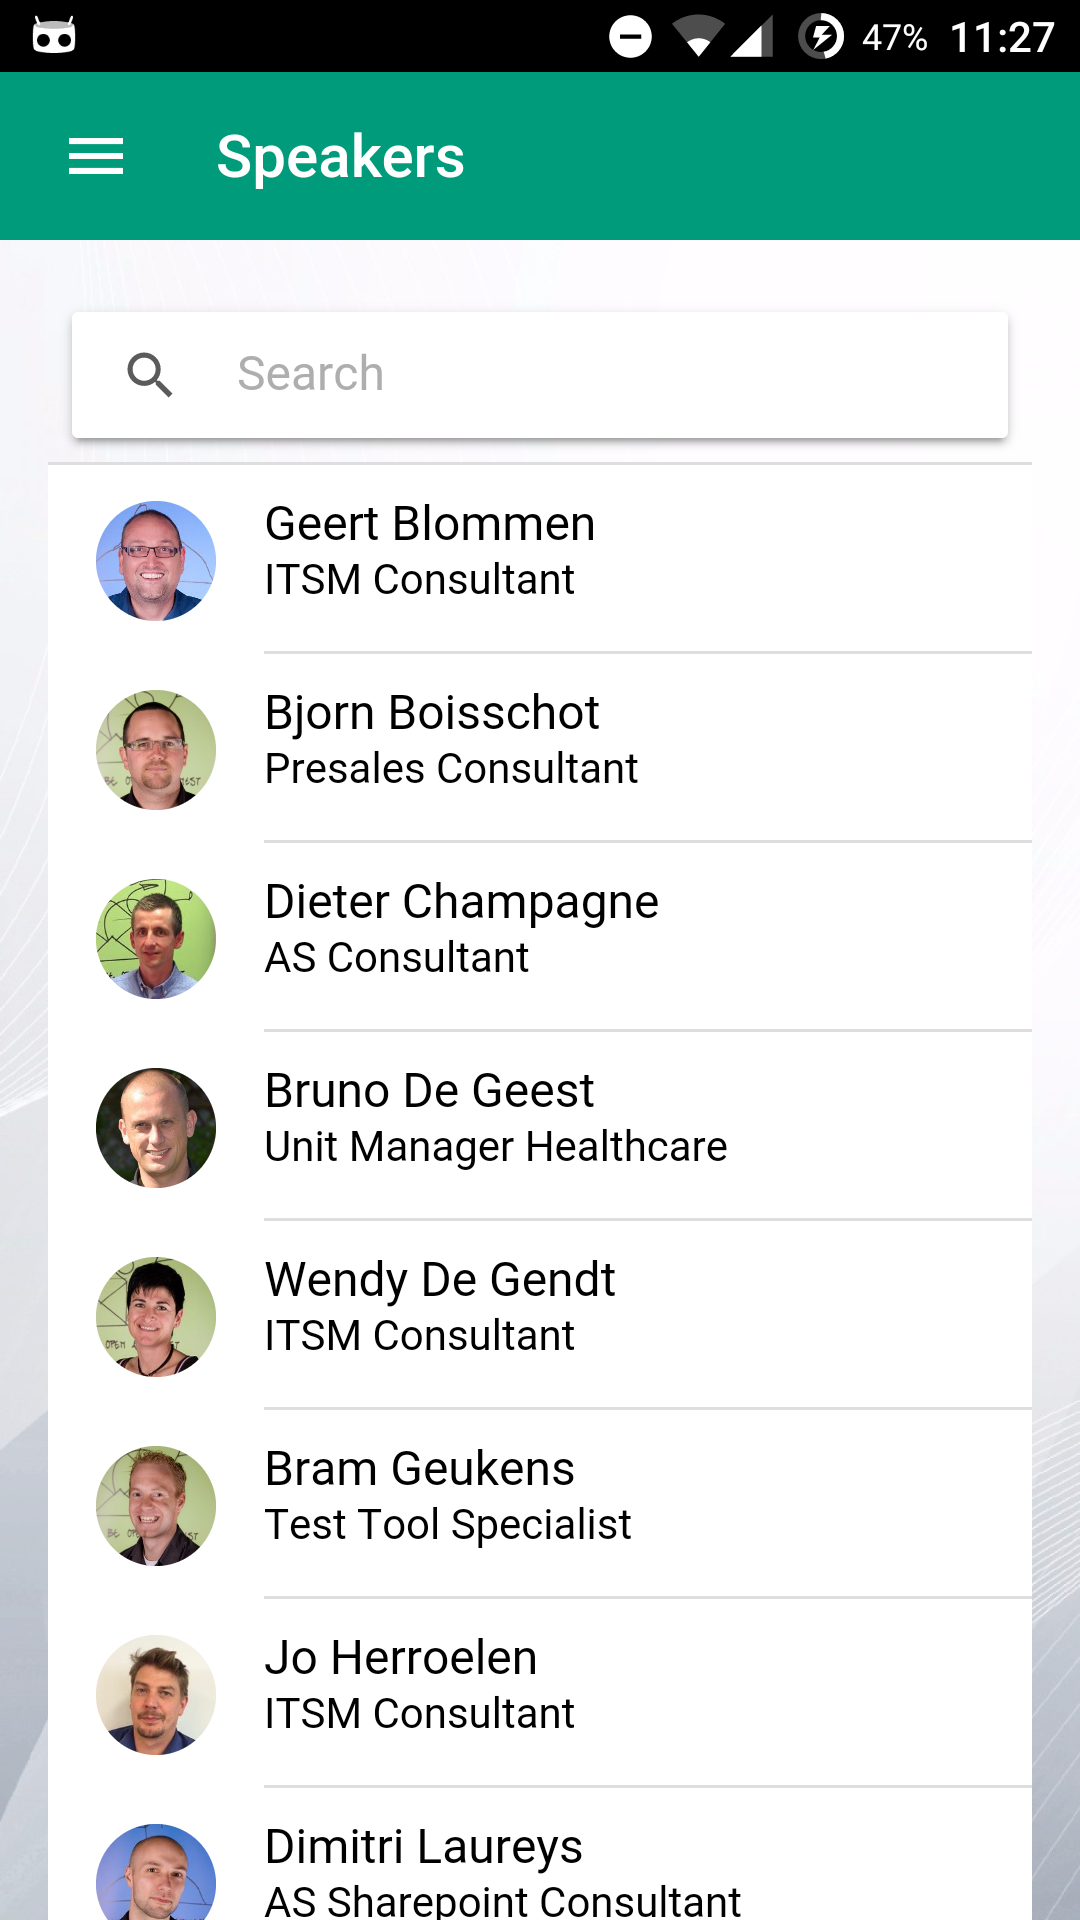 47% 11:27
Speakers
Search
Geert Blommen
ITSM Consultant
Bjorn Boisschot
Presales Consultant
Dieter Champagne
AS Consultant
Bruno De Geest
Unit Manager Healthcare
Wendy De Gendt
ITSM Consultant
Bram Geukens
Test Tool Specialist
Jo Herroelen
ITSM Consultant
Dimitri Laureys
AS Sharepoint Consultant